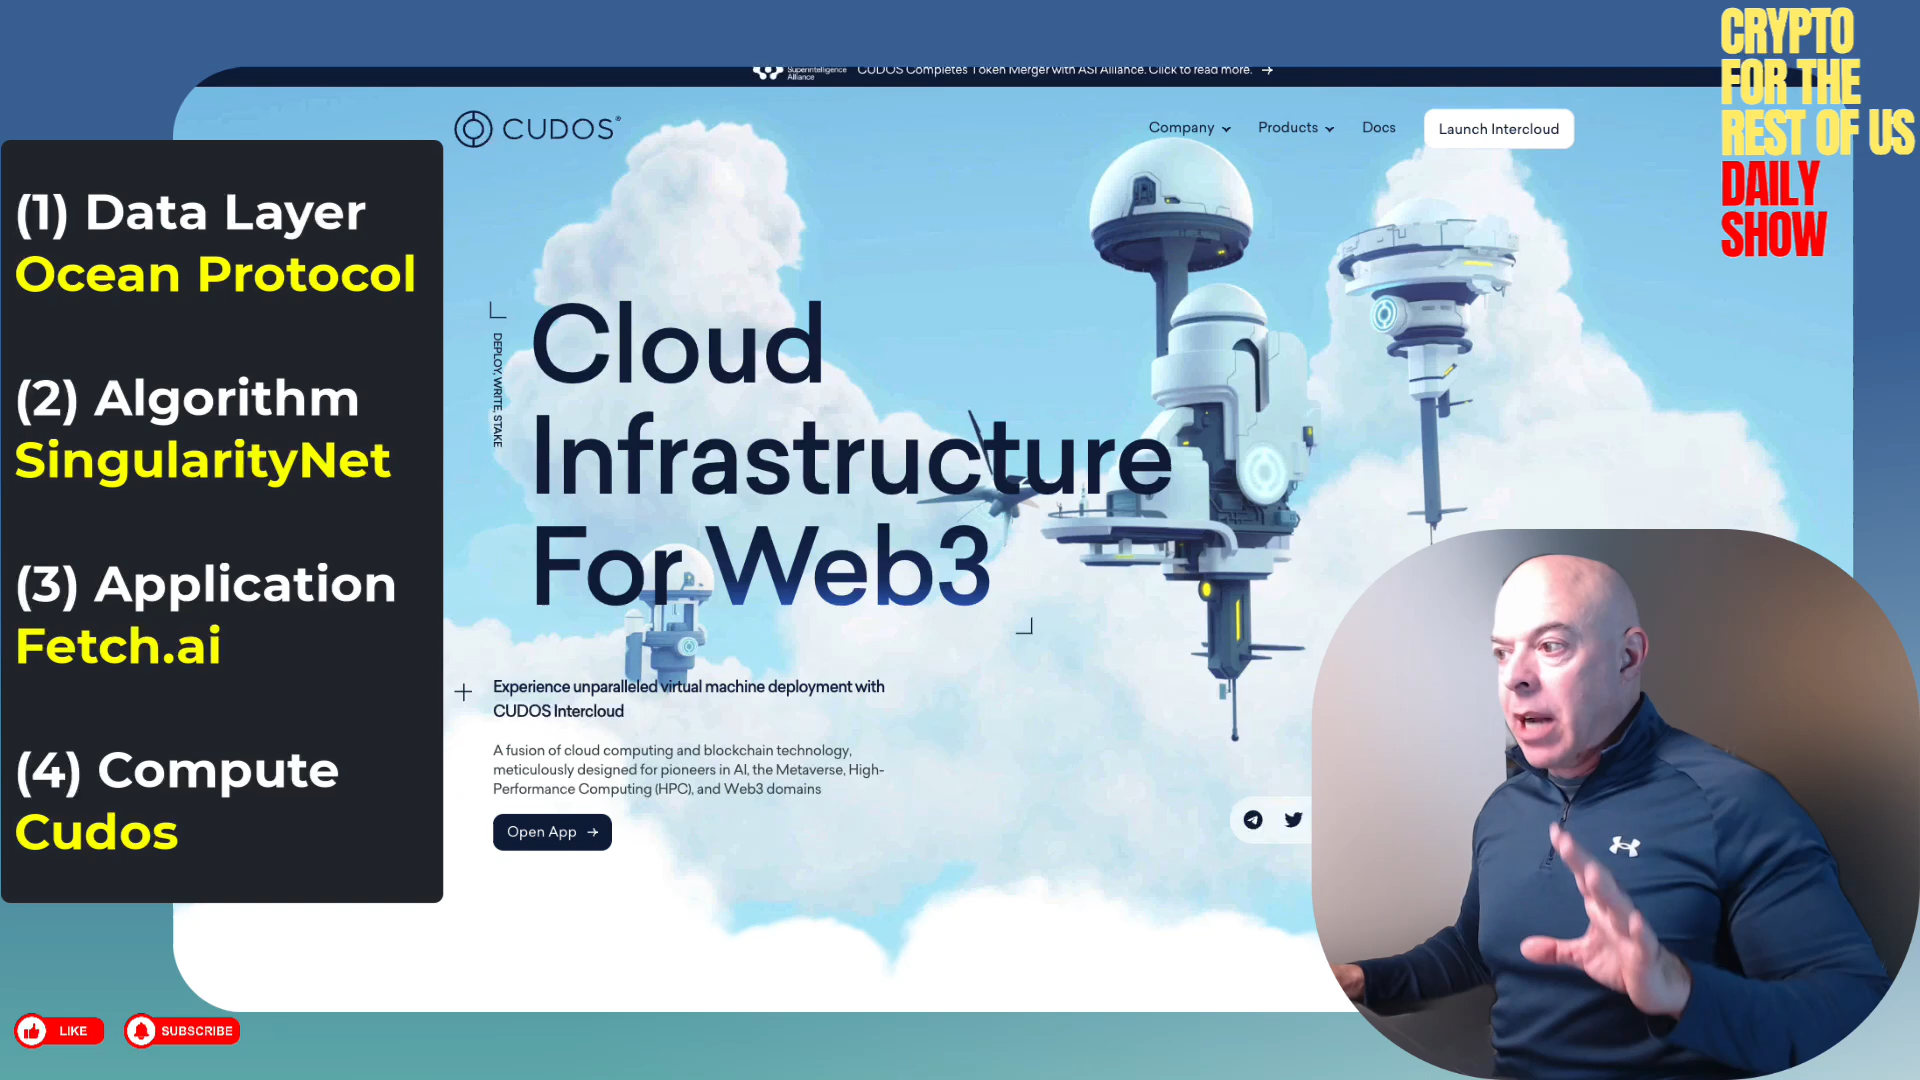 CRYPTO
FOR THE
REST OF US
DAILY
SHOW
Superintelligence
Alliance
CUDOS Completes Token Merger with ASI Alliance. Click to read more. →
CUDOS®
Company
Products
Docs
Launch Intercloud
(1) Data Layer
Ocean Protocol
(2) Algorithm
SingularityNet
(3) Application
Fetch.ai
(4) Compute
Cudos
DEPLOY, WRITE, STAKE
Cloud
Infrastructure
For Web3
Experience unparalleled virtual machine deployment with
CUDOS Intercloud
A fusion of cloud computing and blockchain technology,
meticulously designed for pioneers in AI, the Metaverse, High-
Performance Computing (HPC), and Web3 domains
Open App →
LIKE
SUBSCRIBE